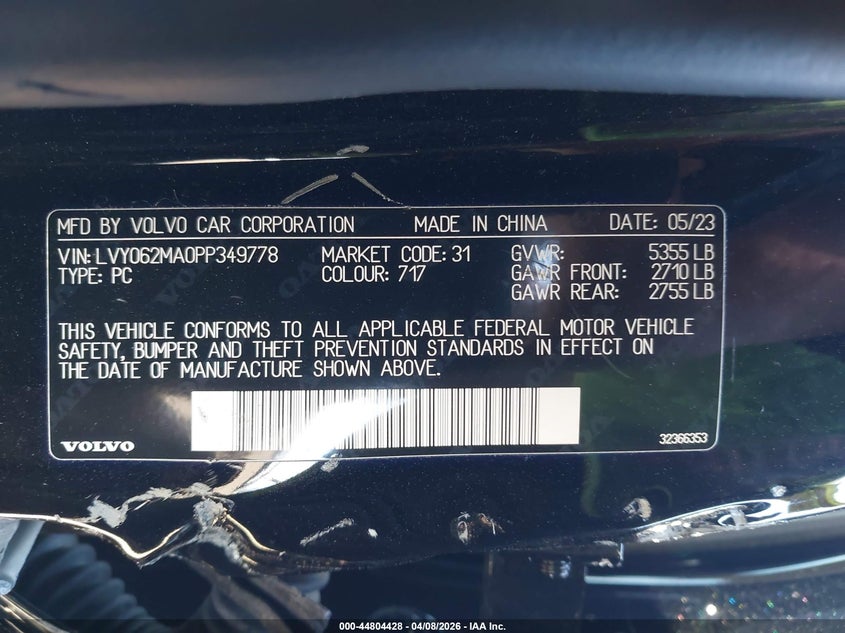 MFD BY VOLVO CAR CORPORATION MADE IN CHINA DATE: 05/23
VIN: LVY062MA0PP349778 MARKET CODE: 31 GVWR: 5355 LB
TYPE: PC COLOUR: 717 GAWR FRONT: 2710 LB
GAWR REAR: 2755 LB
THIS VEHICLE CONFORMS TO ALL APPLICABLE FEDERAL MOTOR VEHICLE
SAFETY, BUMPER AND THEFT PREVENTION STANDARDS IN EFFECT ON
THE DATE OF MANUFACTURE SHOWN ABOVE.
VOLVO 32366353
000-44804428 - 04/08/2026 - IAA Inc.